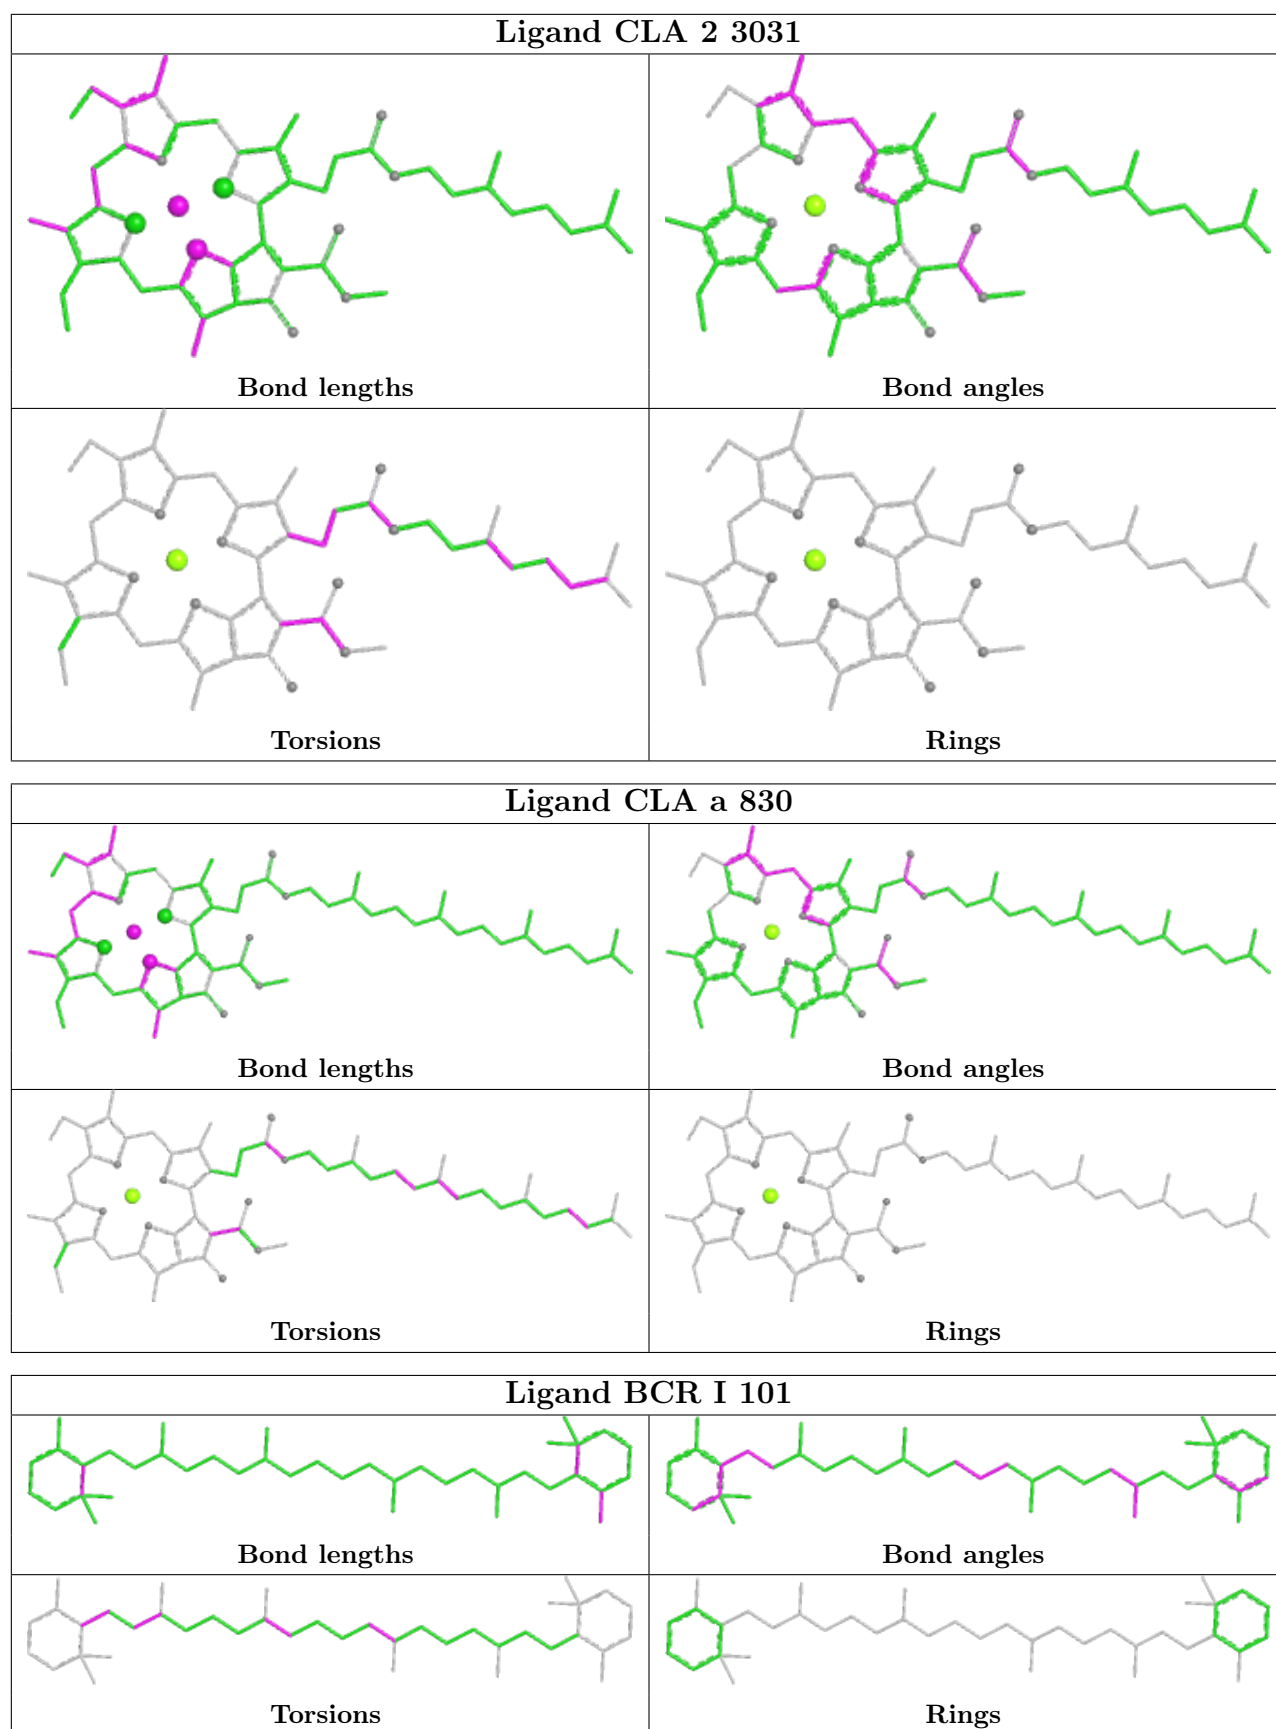 Ligand CLA 2 3031
Bond lengths
Bond angles
Torsions
Rings
Ligand CLA a 830
Bond lengths
Bond angles
Torsions
Rings
Ligand BCR I 101
Bond lengths
Bond angles
Torsions
Rings